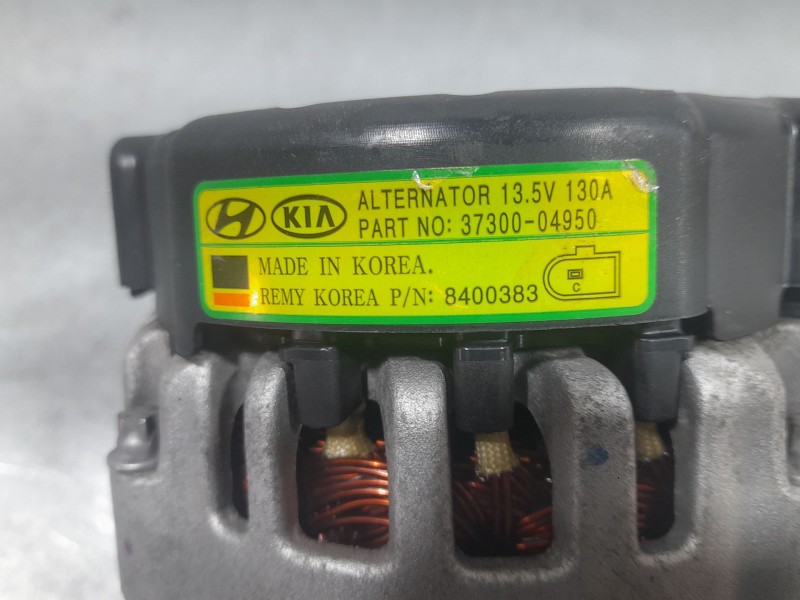 KIA ALTERNATOR 13.5V 130A
PART NO: 37300-04950
MADE IN KOREA.
REMY KOREA P/N: 8400383
C